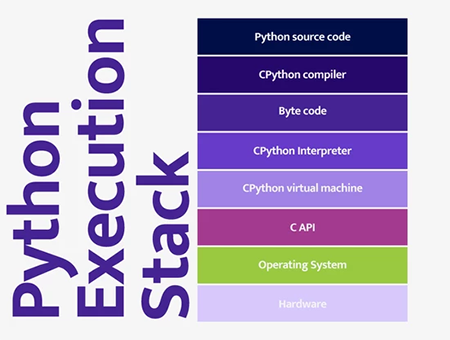 Python
Execution
Stack
Python source code
CPython compiler
Byte code
CPython Interpreter
CPython virtual machine
C API
Operating System
Hardware